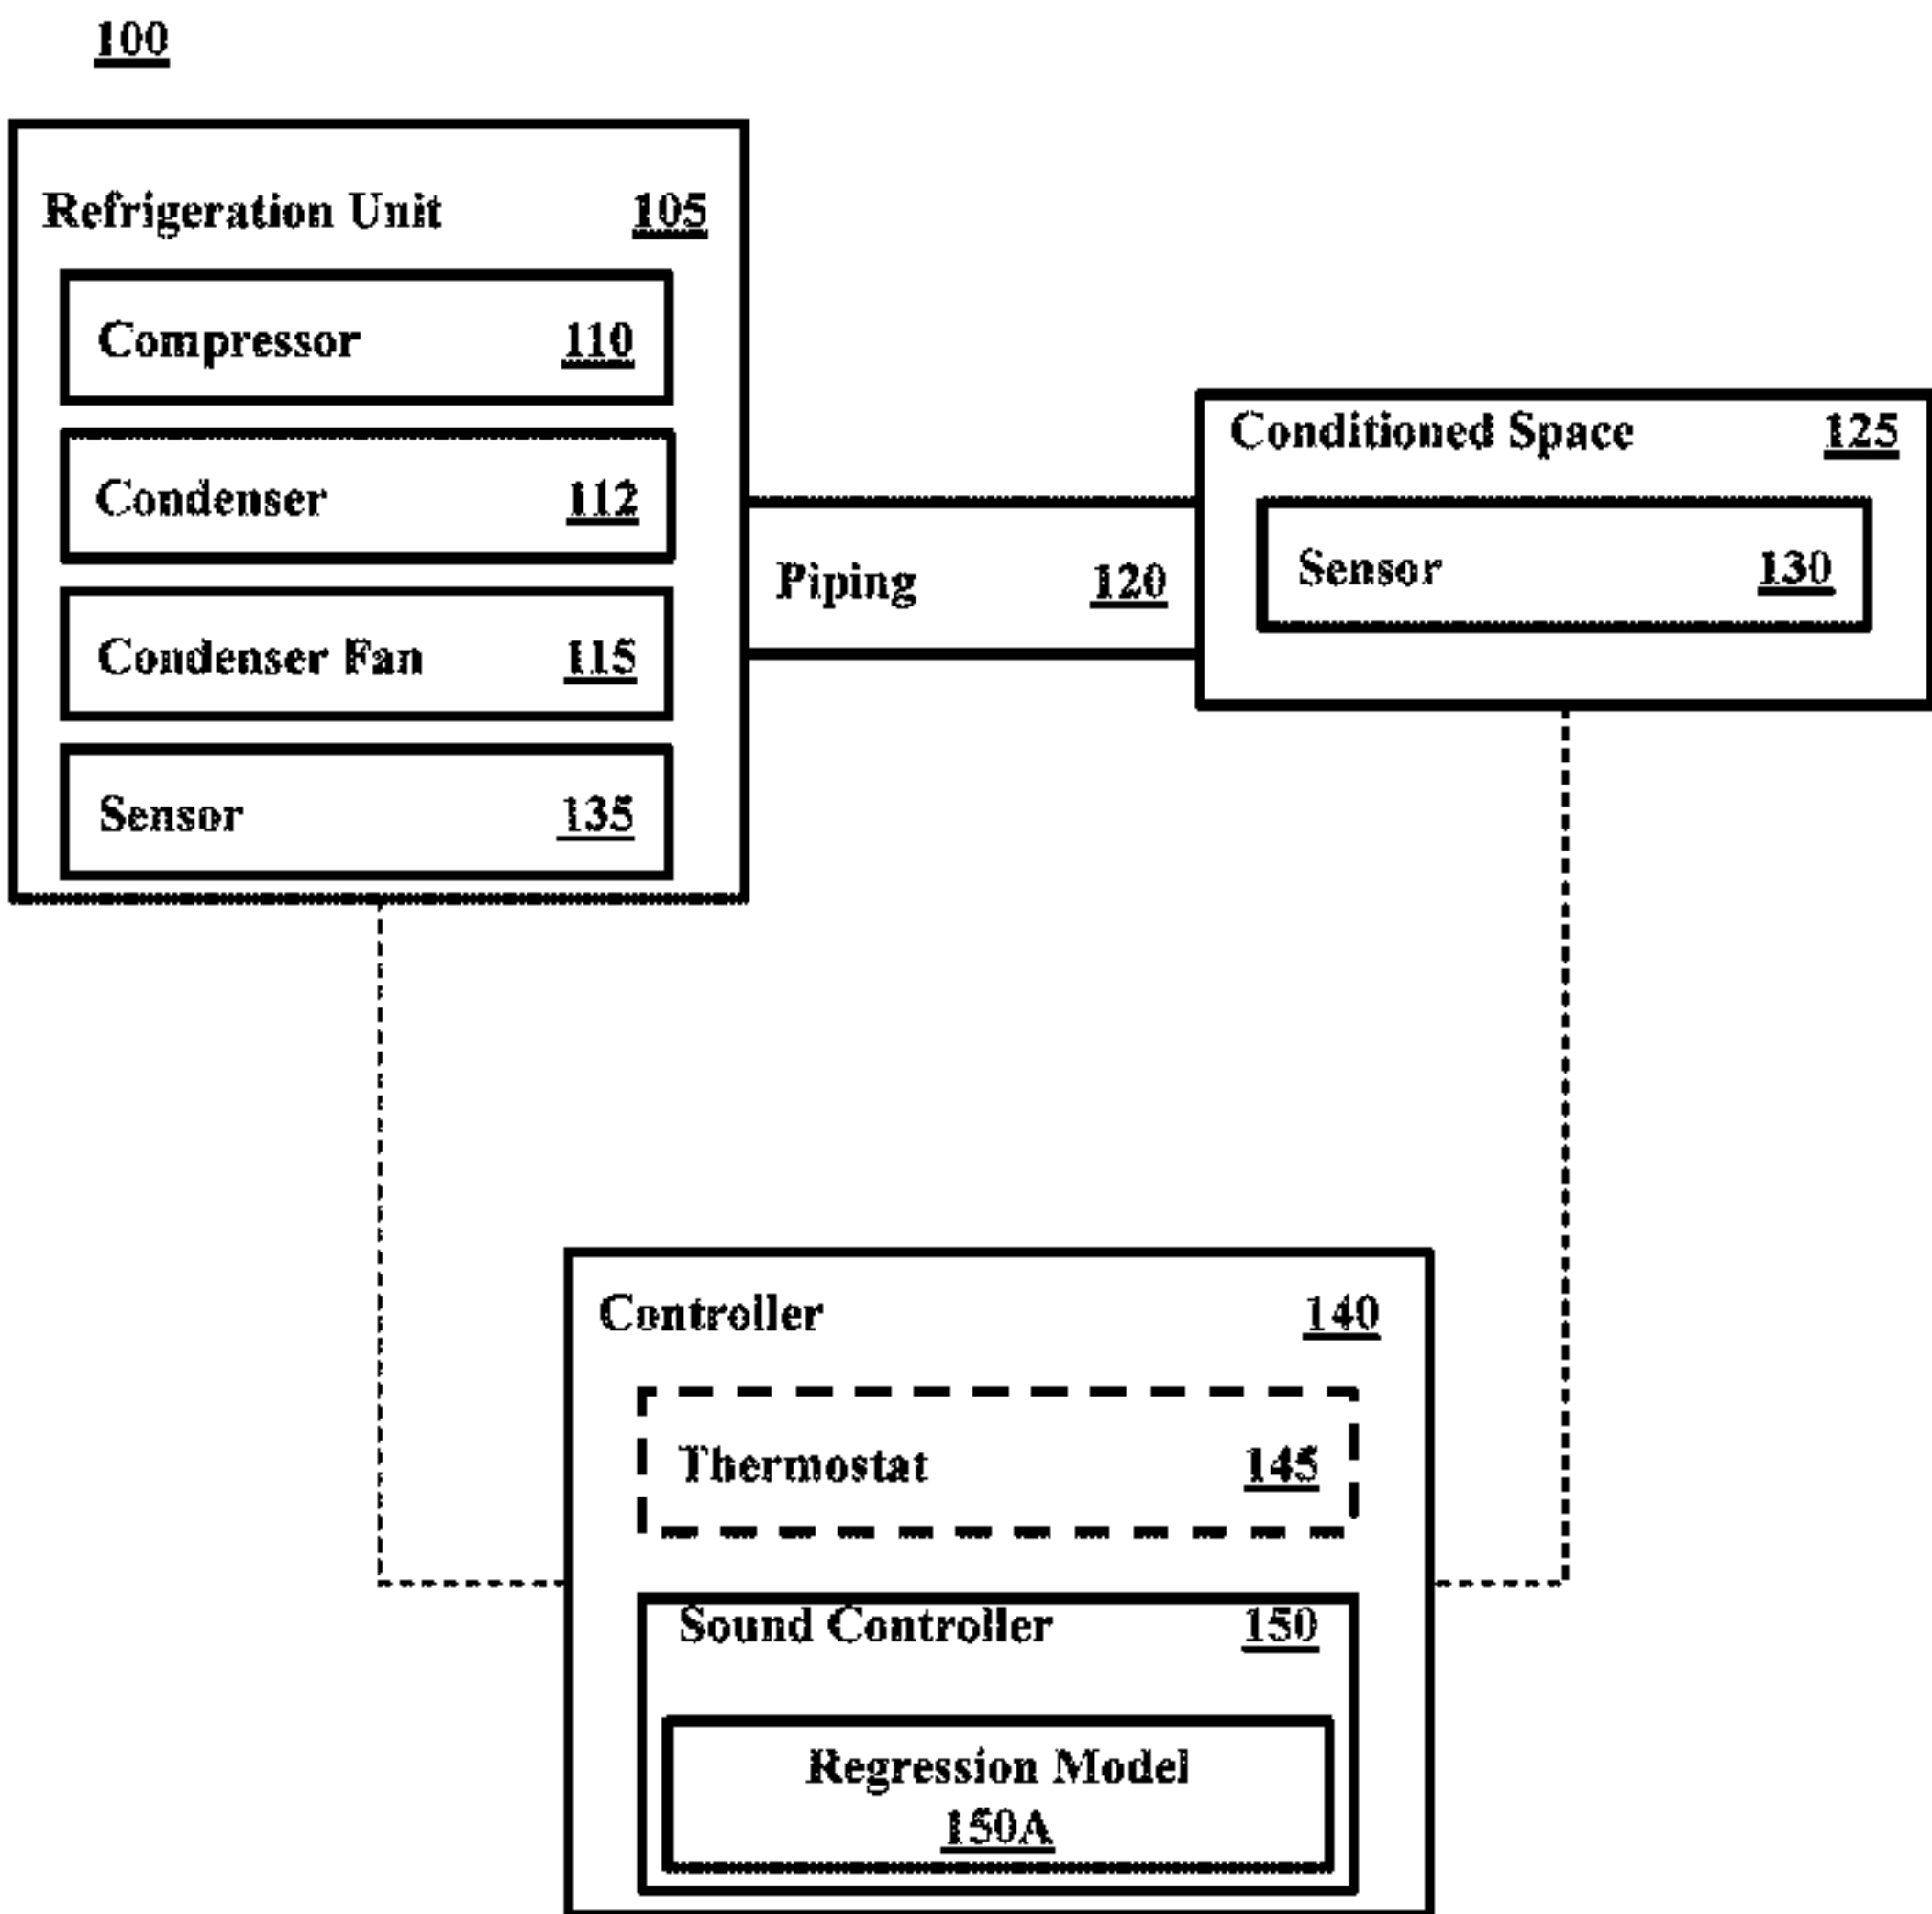 100
Refrigeration Unit 105
Compressor 110
Condenser 112
Condenser Fan 115
Sensor 135
Piping 120
Conditioned Space 125
Sensor 130
Controller 140
Thermostat 145
Sound Controller 150
Regression Model
150A